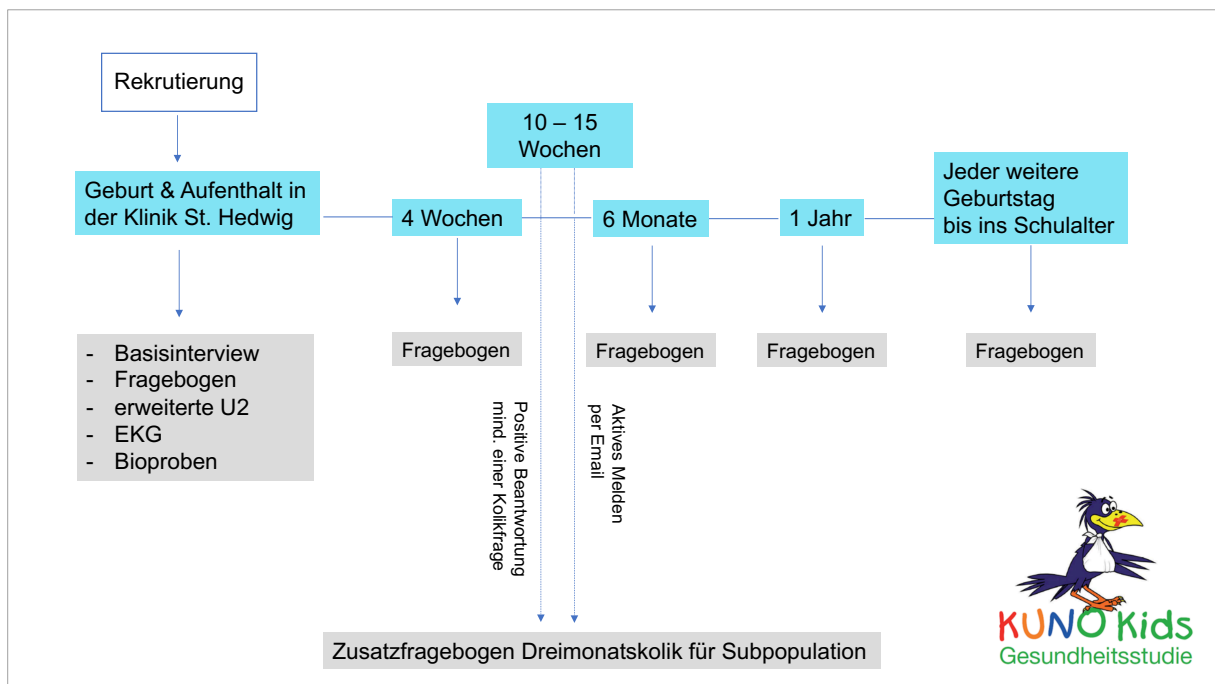 Rekrutierung
10 – 15
Wochen
Geburt & Aufenthalt in
der Klinik St. Hedwig
4 Wochen
6 Monate
1 Jahr
Jeder weitere
Geburtstag
bis ins Schulalter
- Basisinterview
- Fragebogen
- erweiterte U2
- EKG
- Bioproben
Fragebogen
Fragebogen
Fragebogen
Fragebogen
Positive Beantwortung
mind. einer Kolikfrage
Aktives Melden
per Email
Zusatzfragebogen Dreimonatskolik für Subpopulation
KUNO Kids
Gesundheitsstudie